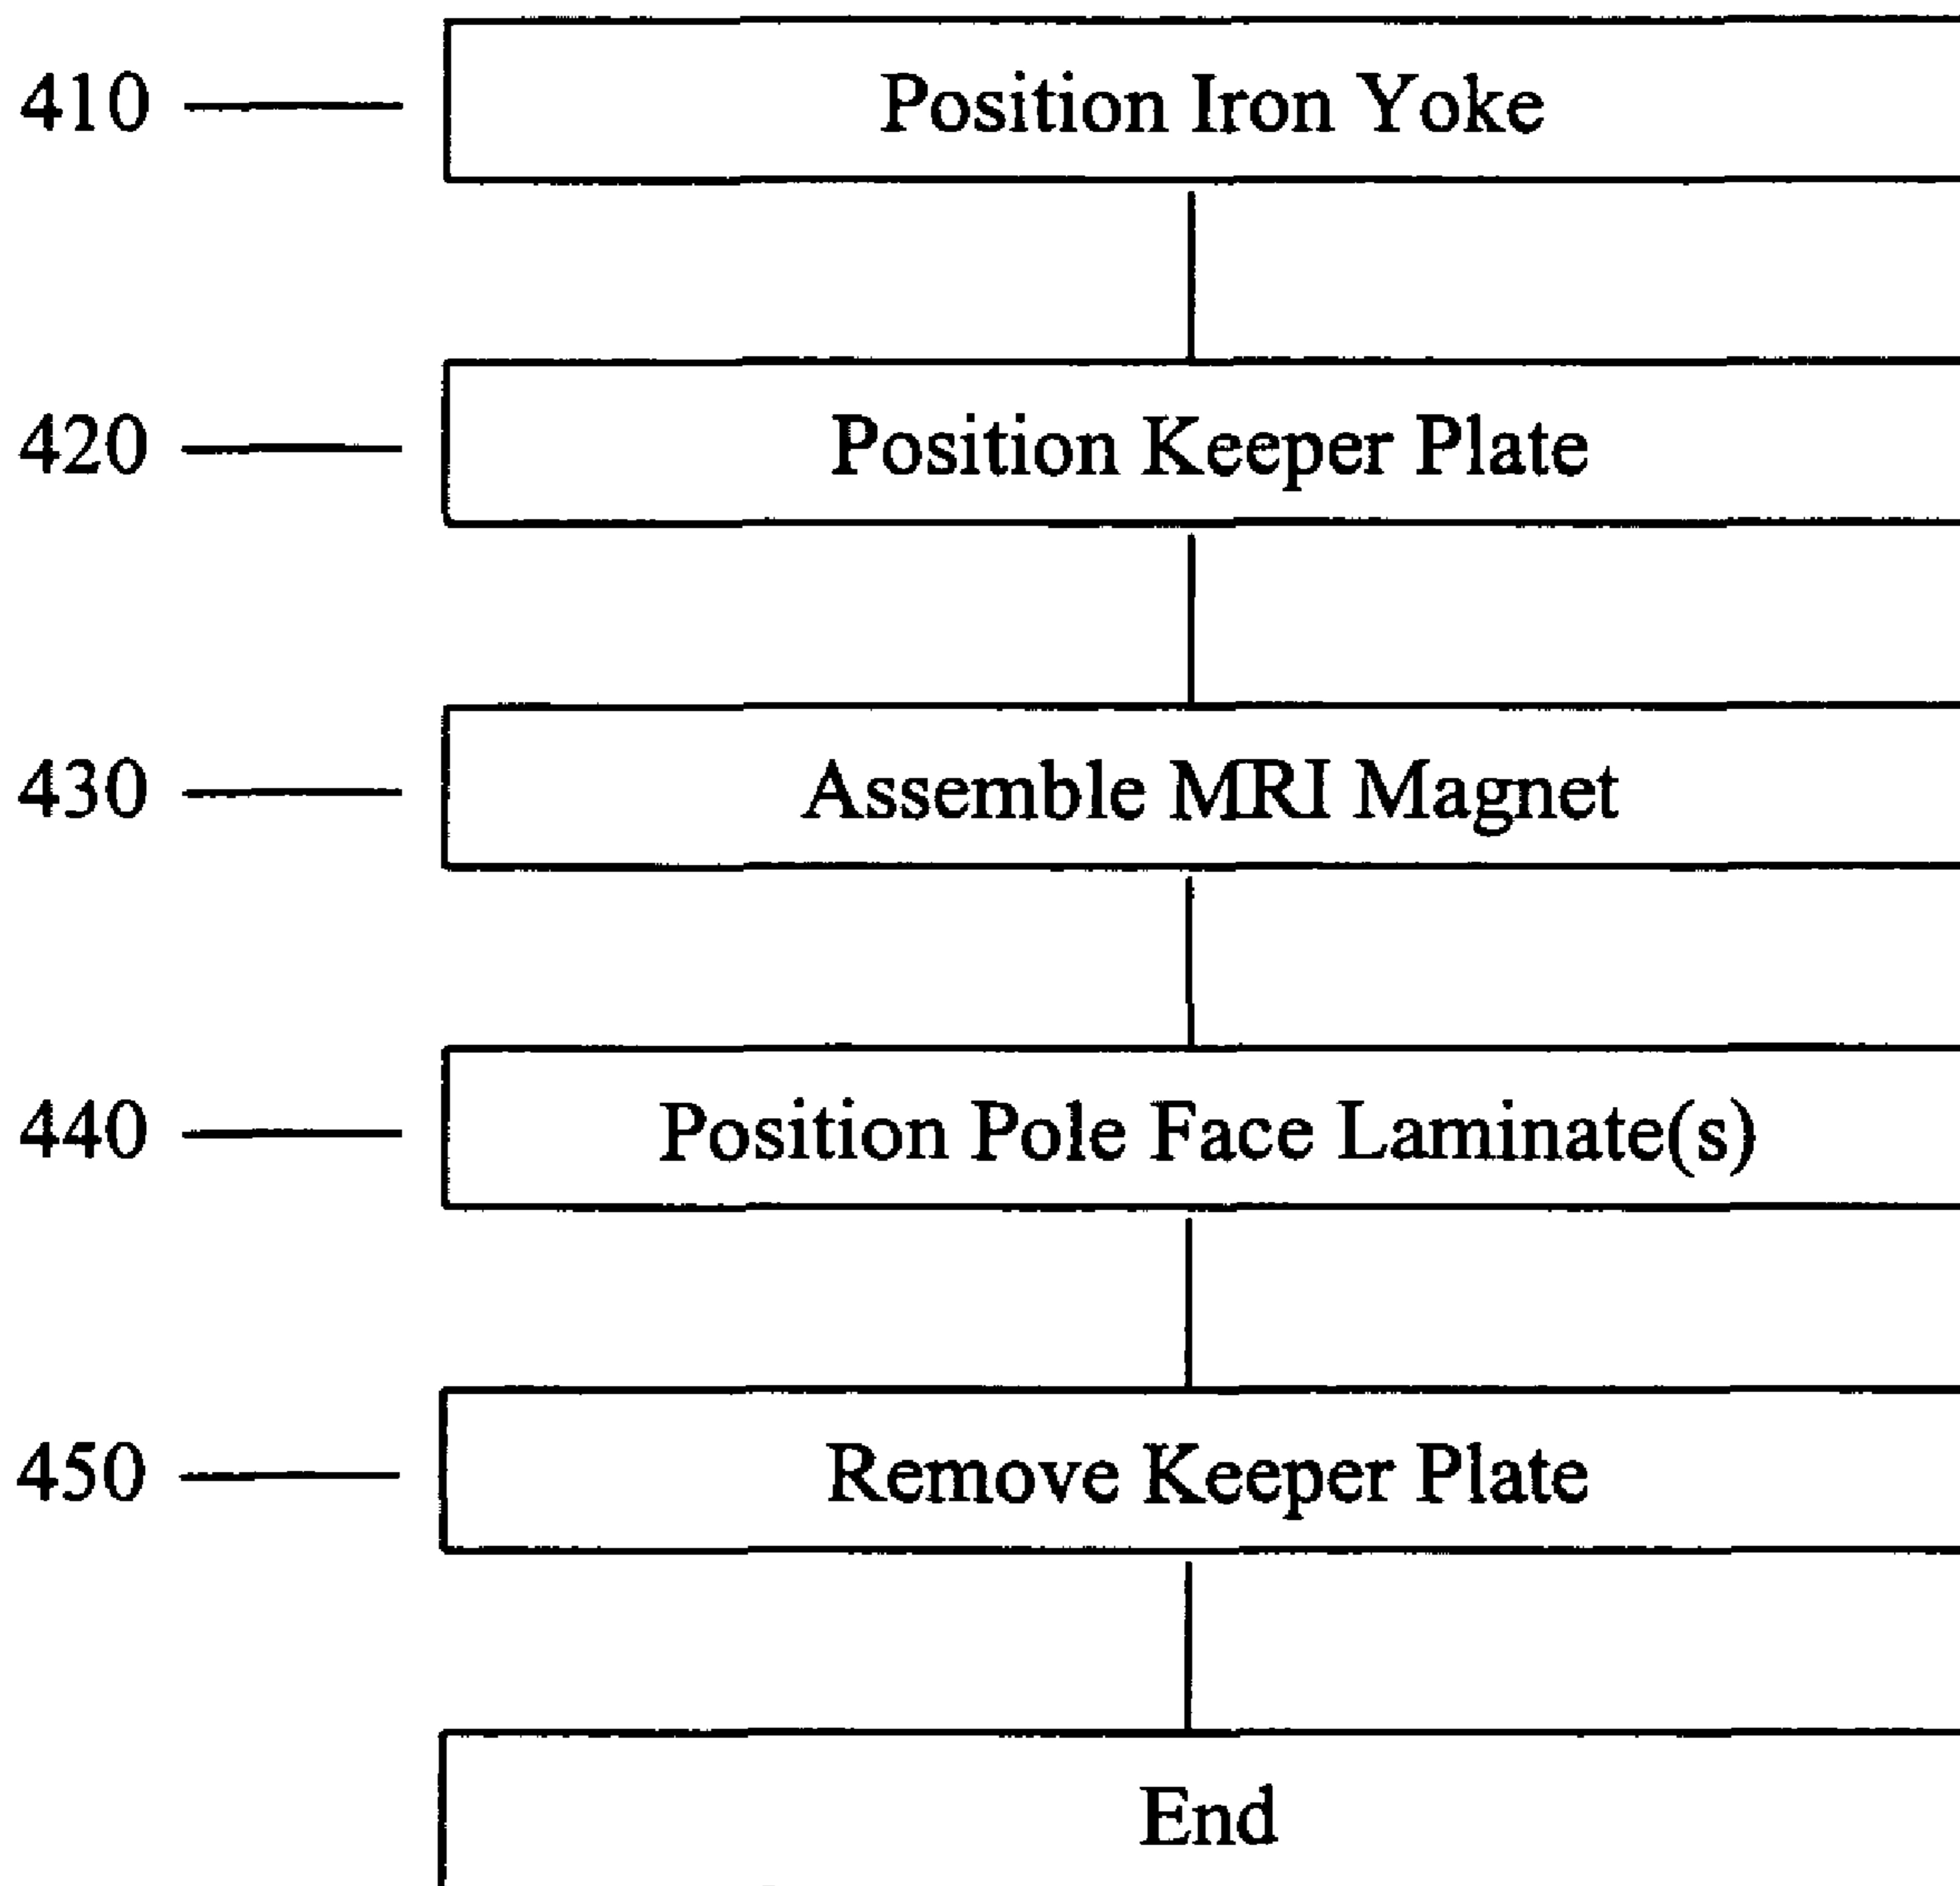 410 Position Iron Yoke
420 Position Keeper Plate
430 Assemble MRI Magnet
440 Position Pole Face Laminate(s)
450 Remove Keeper Plate
End